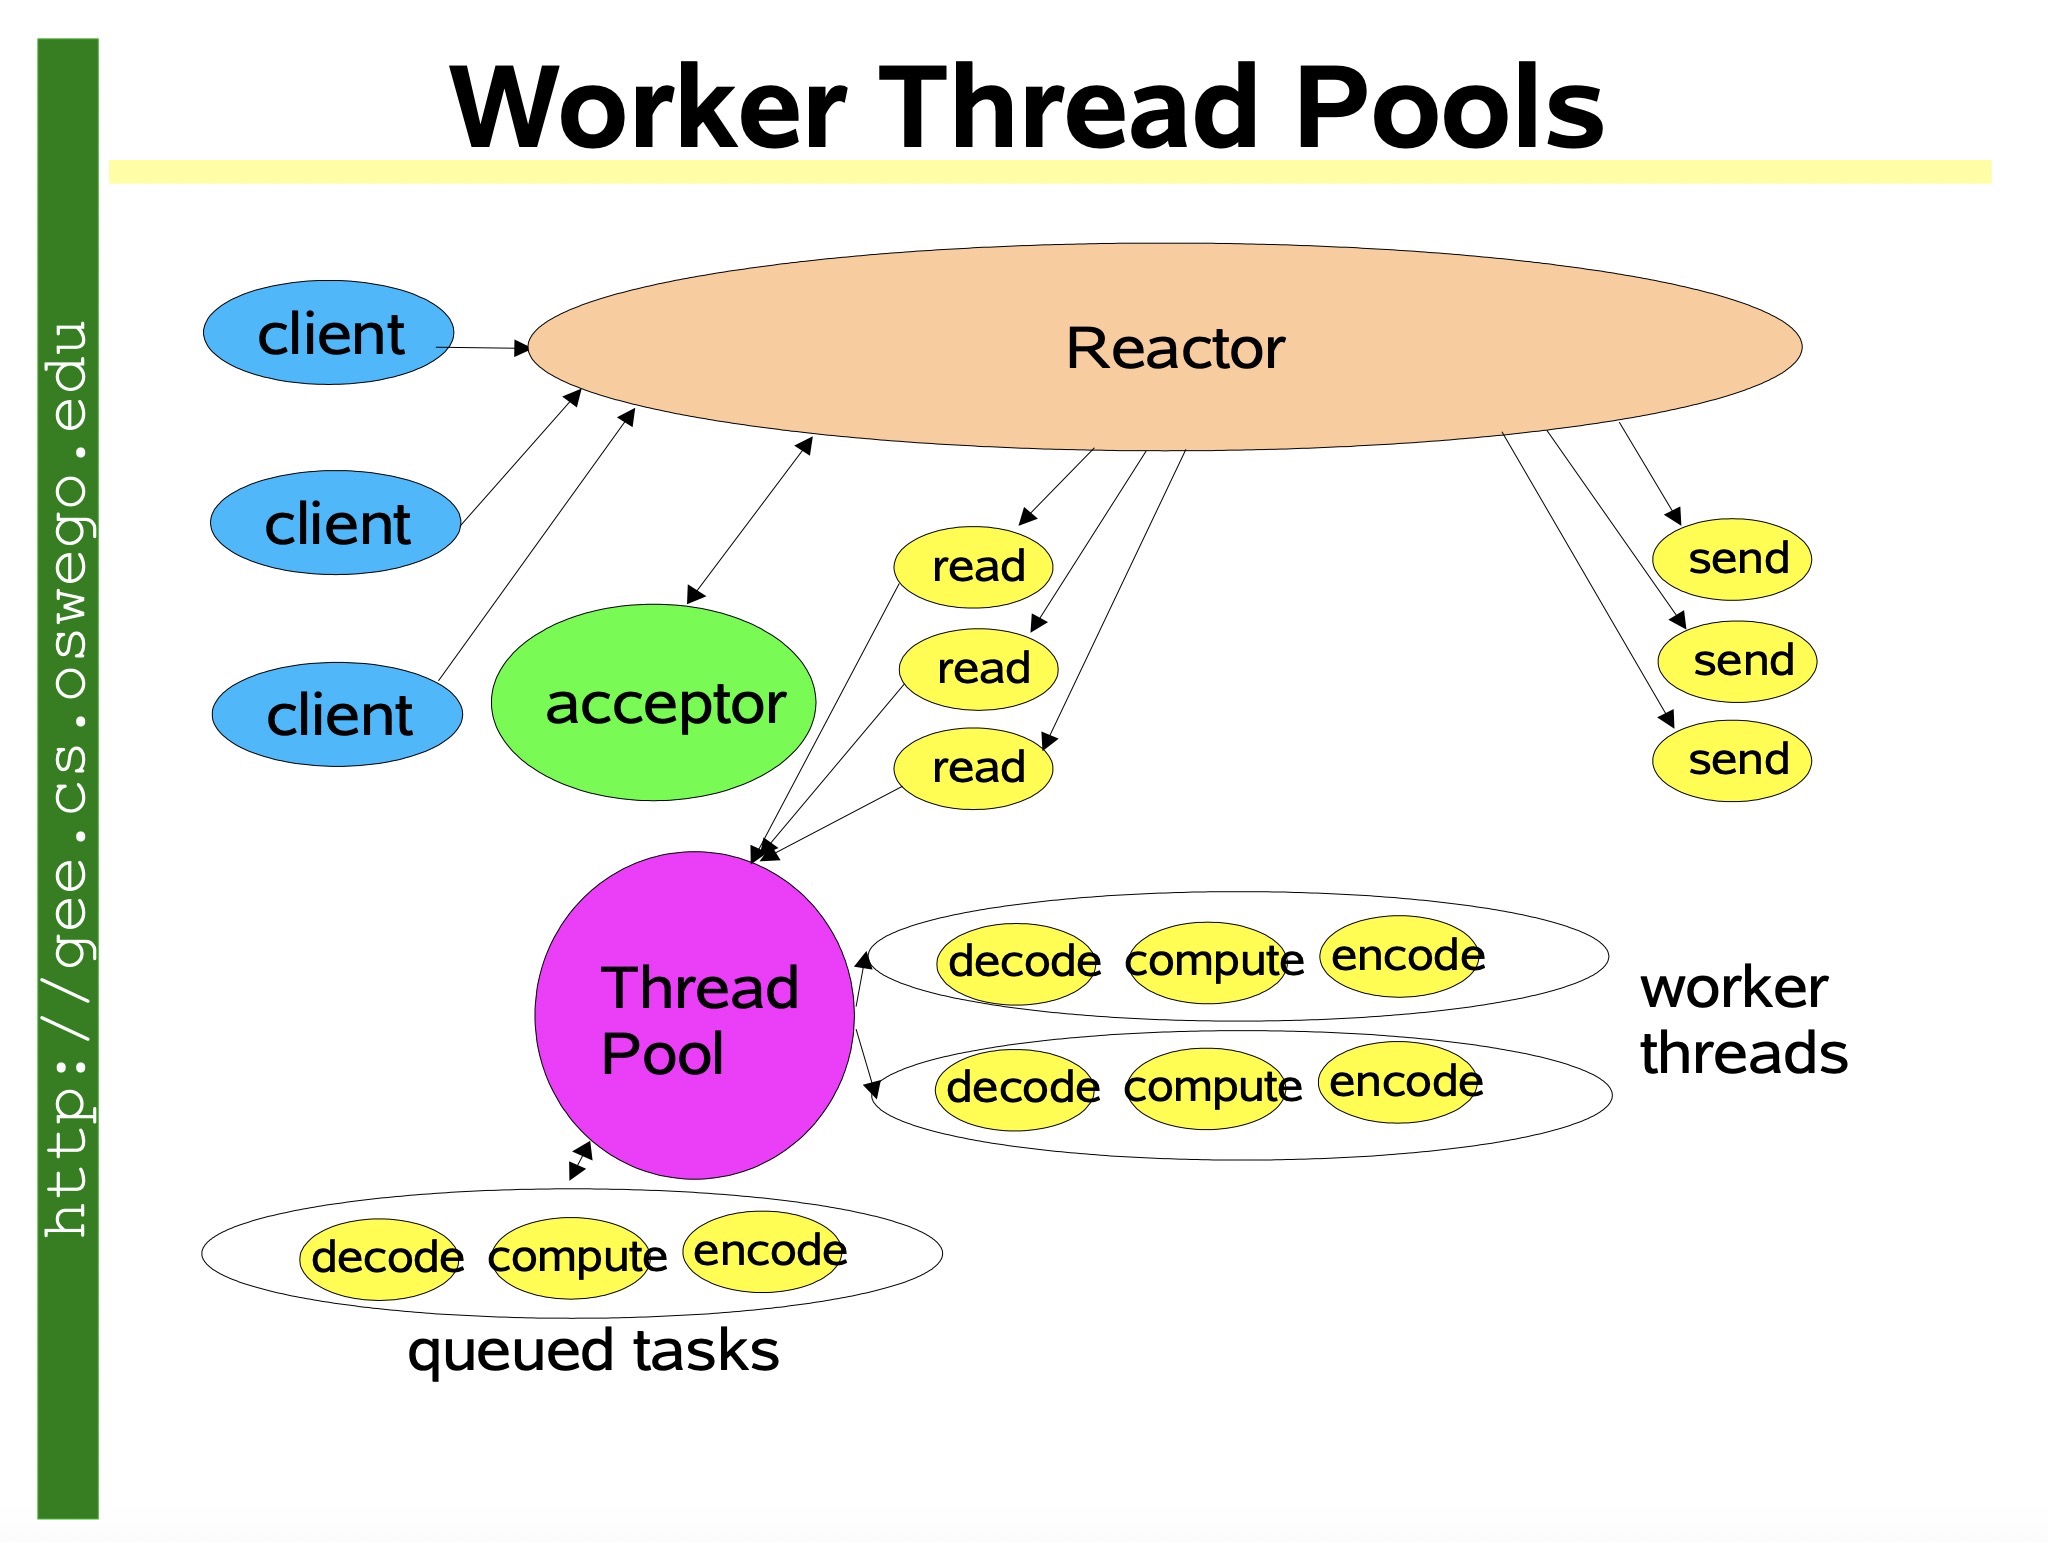 Worker Thread Pools
http://gee.cs.oswego.edu
client
Reactor
client
client
acceptor
read
read
read
send
send
send
Thread
Pool
decode compute encode
decode compute encode
worker
threads
decode compute encode
queued tasks